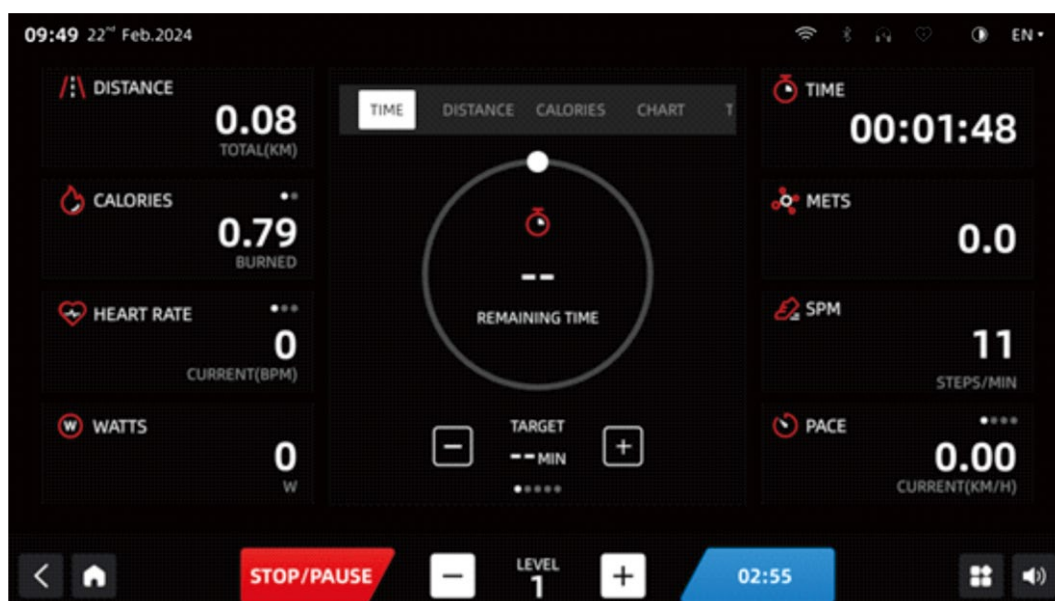 09:49 22nd Feb.2024
EN
DISTANCE
0.08
TOTAL(KM)
CALORIES
0.79
BURNED
HEART RATE
0
CURRENT(BPM)
W WATTS
0
W
TIME DISTANCE CALORIES CHART T
--
REMAINING TIME
TARGET
--MIN
TIME
00:01:48
METS
0.0
SPM
11
STEPS/MIN
PACE
0.00
CURRENT(KM/H)
STOP/PAUSE
LEVEL
1
02:55